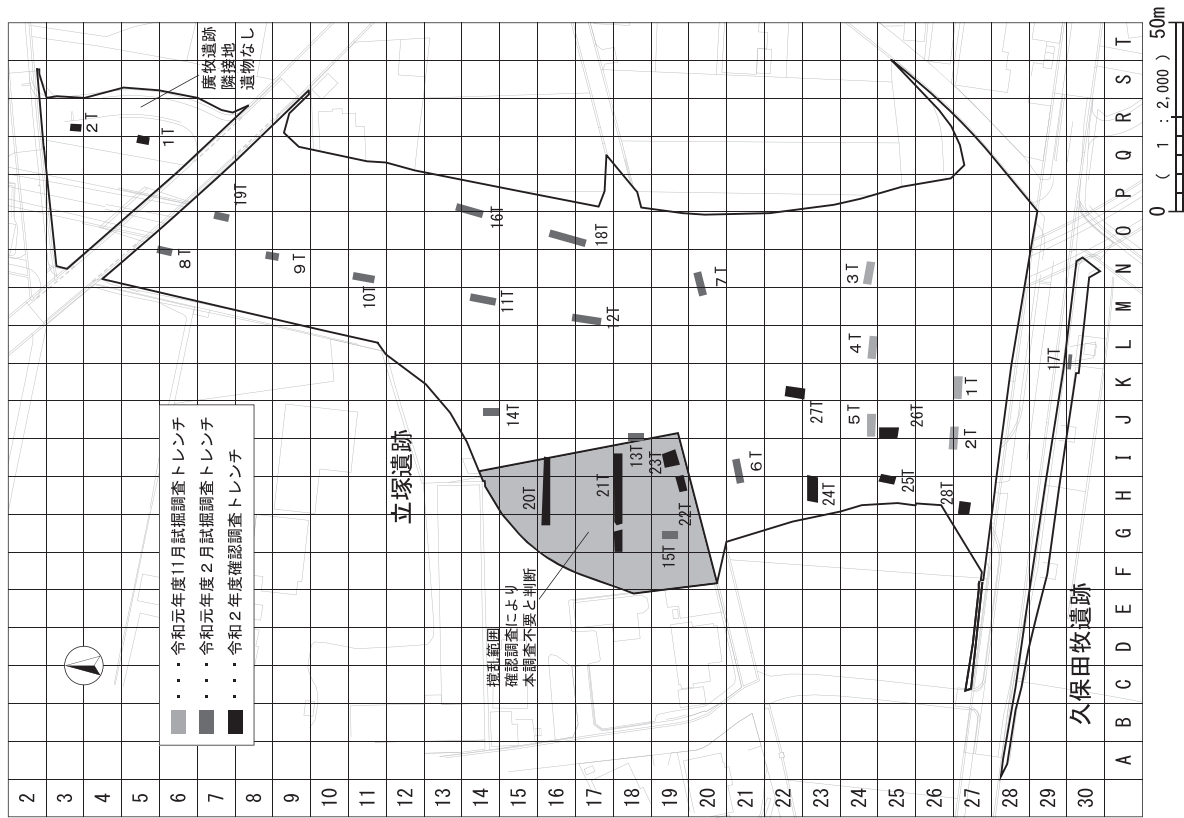 廣牧遺跡
隣接地
遺物なし
2T
1T
19T
8T
9T
10T
16T
18T
11T
12T
7T
3T
4T
14T
立塚遺跡
・・・令和元年度11月試掘調査トレンチ
・・・令和元年度2月試掘調査トレンチ
・・・令和2年度確認調査トレンチ
20T
21T
13T
23T
22T
15T
6T
27T
5T
26T
1T
2T
24T
25T
28T
17T
撹乱範囲
確認調査により
本調査不要と判断
久保田牧遺跡
2
3
4
5
6
7
8
9
10
11
12
13
14
15
16
17
18
19
20
21
22
23
24
25
26
27
28
29
30
A B C D E F G H I J K L M N O P Q R S T
0 ( 1 : 2,000 ) 50m